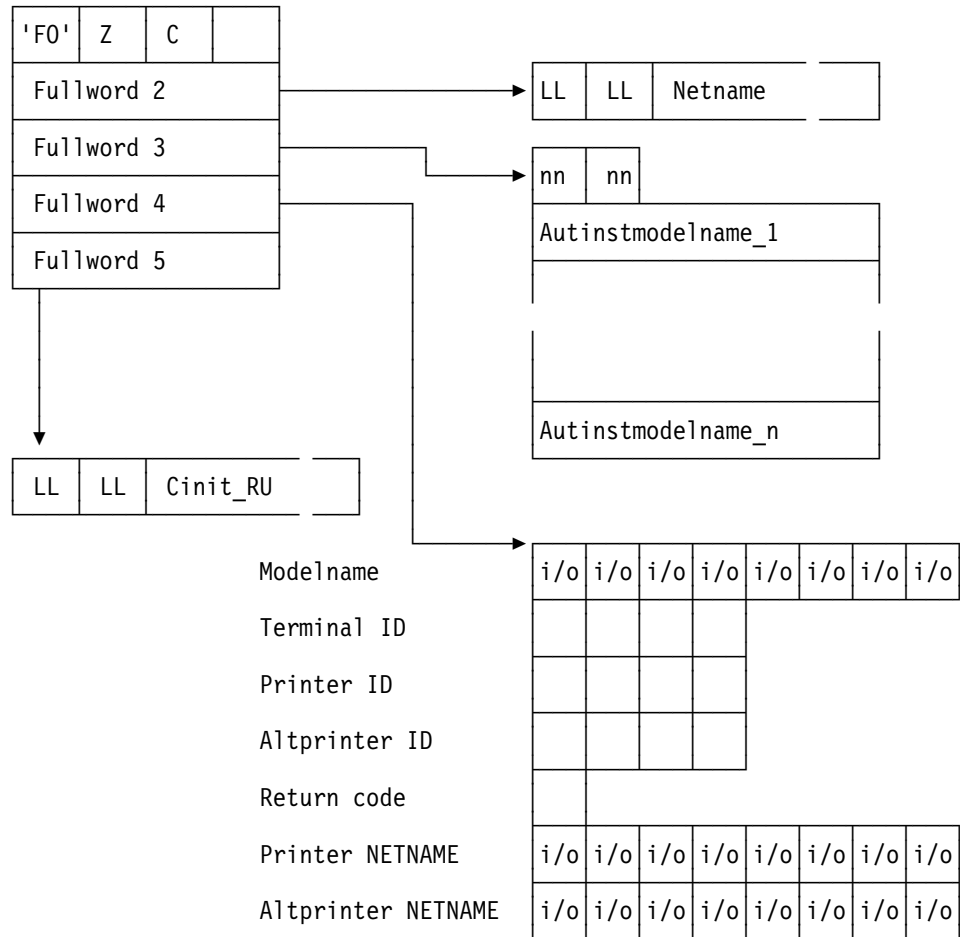 'F0' Z C
Fullword 2
LL LL Netname
Fullword 3
nn nn
Fullword 4
Autinstmodelname_1
Fullword 5
Autinstmodelname_n
LL LL Cinit_RU
Modelname i/o i/o i/o i/o i/o i/o i/o i/o
Terminal ID
Printer ID
Altprinter ID
Return code
Printer NETNAME i/o i/o i/o i/o i/o i/o i/o i/o
Altprinter NETNAME i/o i/o i/o i/o i/o i/o i/o i/o